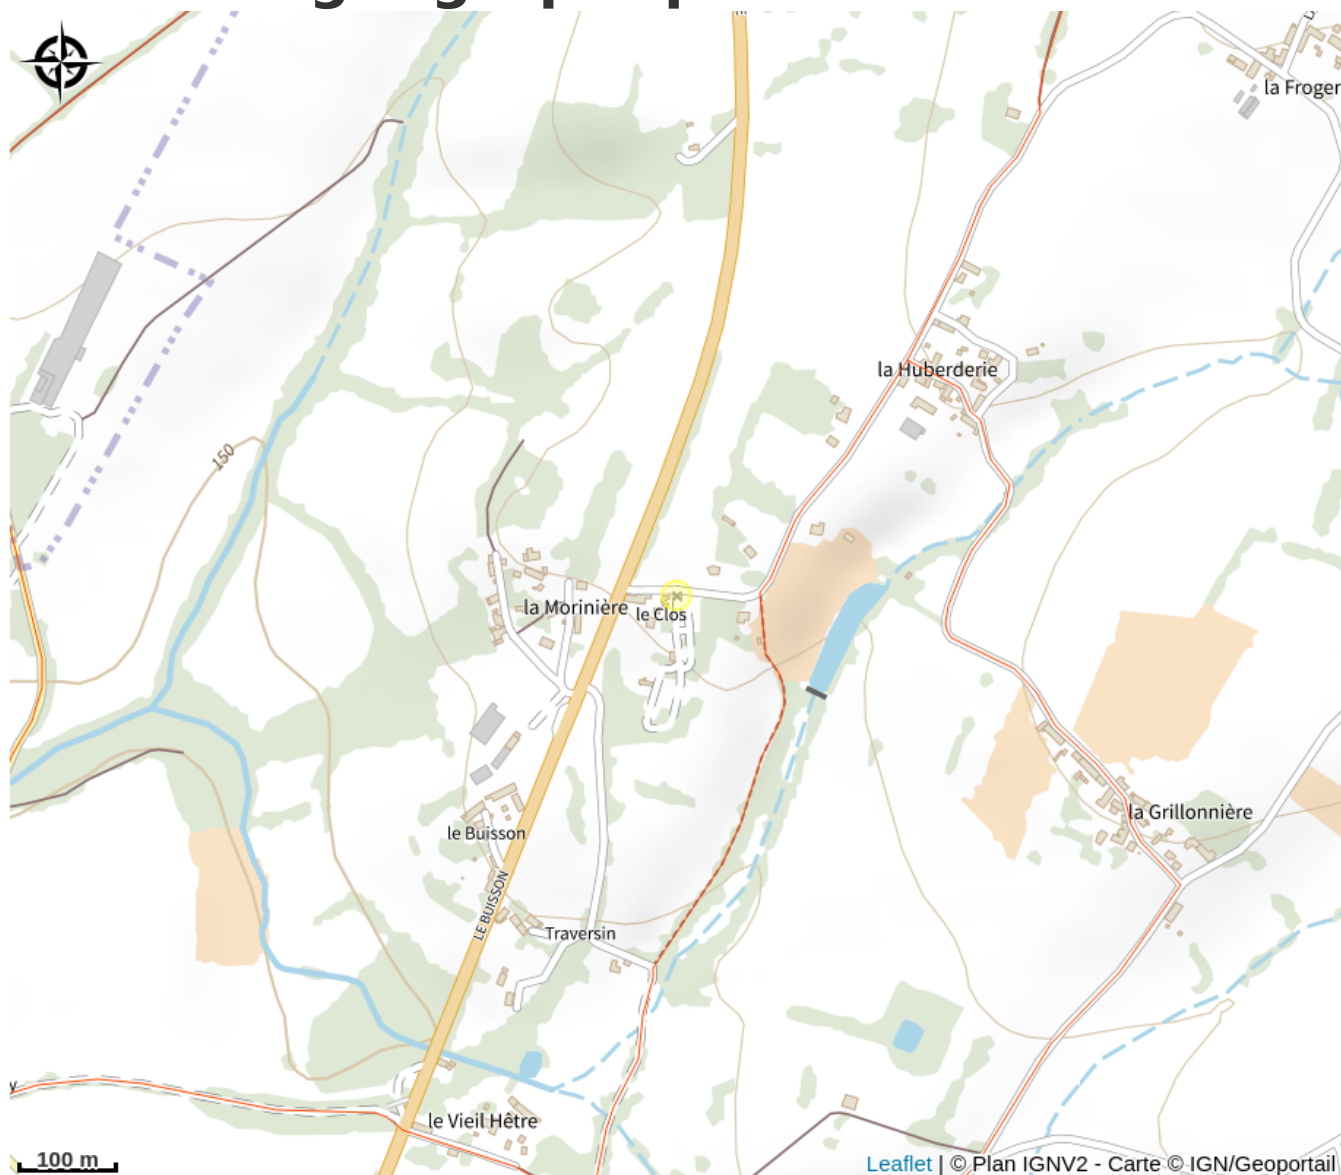 la Froger
la Huberderie
150
la Morinière
le Clos
la Grillonnière
le Buisson
LE BUISSON
Traversin
le Vieil Hêtre
100 m
Leaflet | © Plan IGNV2 - Carte © IGN/Geoportail